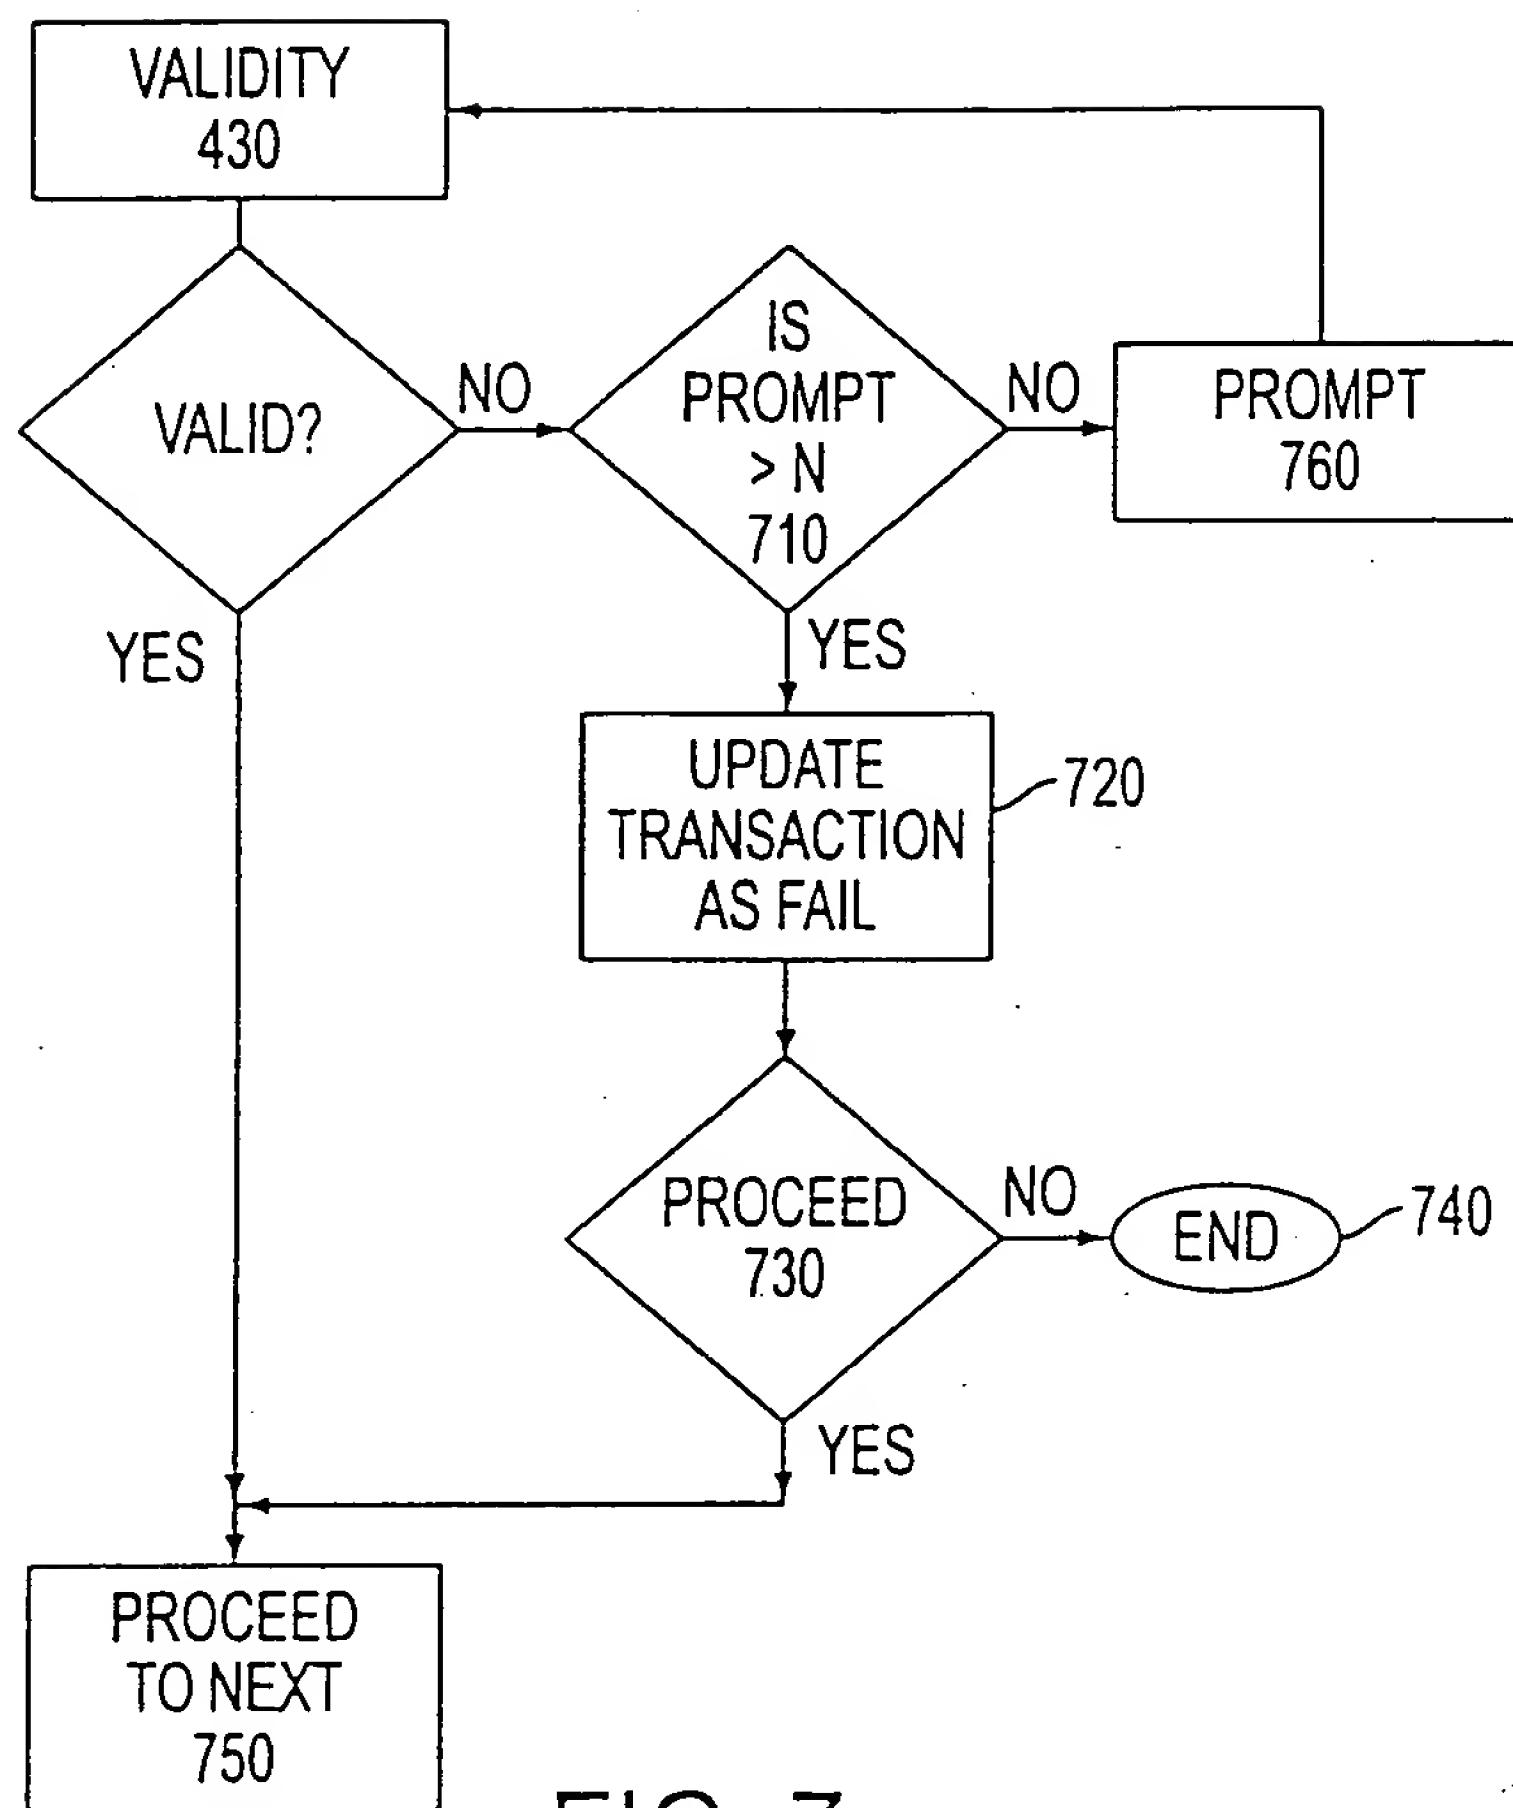 VALIDITY
430
VALID?
NO
IS
PROMPT
> N
710
NO
PROMPT
760
YES
YES
UPDATE
TRANSACTION
AS FAIL
720
PROCEED
730
NO
END
740
YES
PROCEED
TO NEXT
750